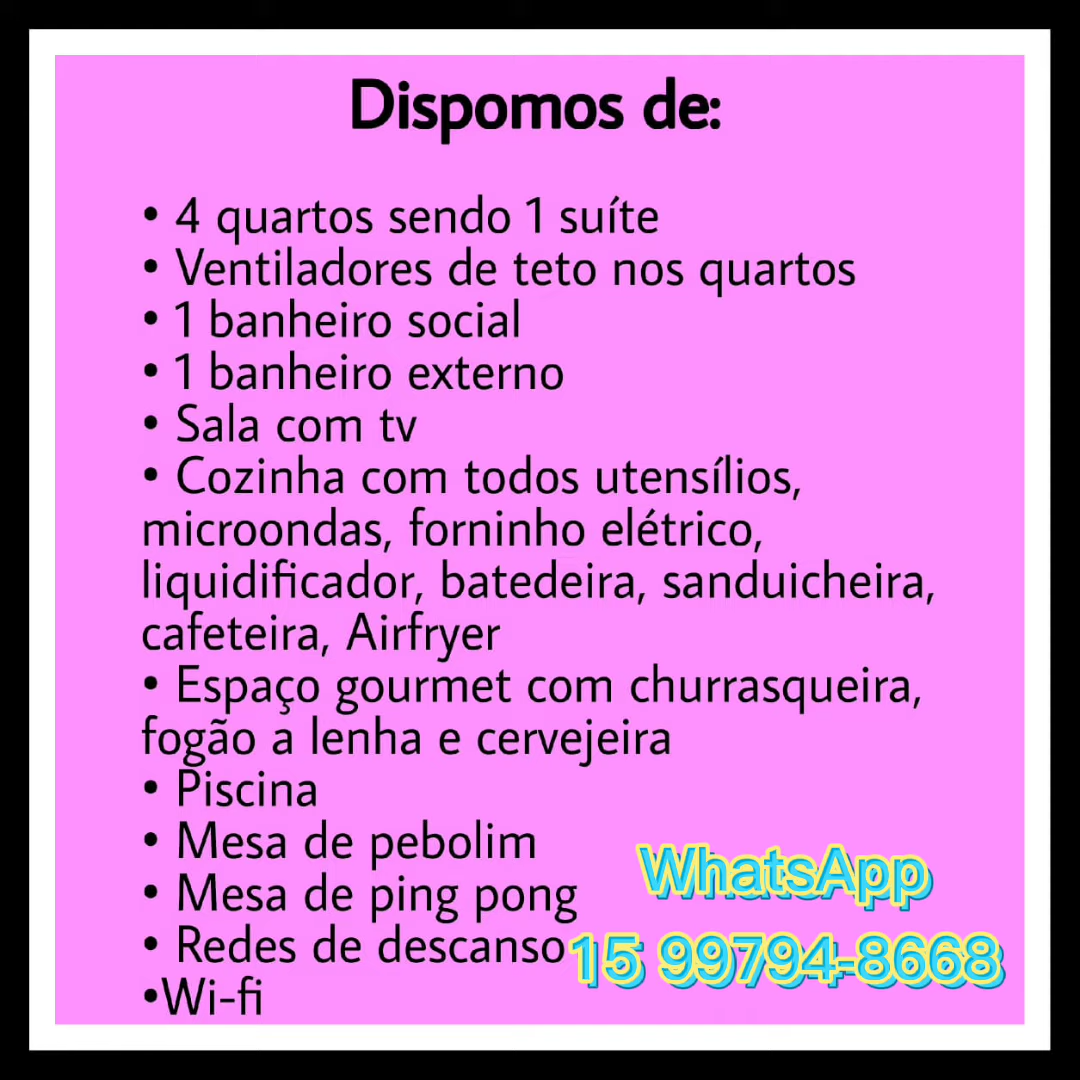 Dispomos de:
• 4 quartos sendo 1 suíte
• Ventiladores de teto nos quartos
• 1 banheiro social
• 1 banheiro externo
• Sala com tv
• Cozinha com todos utensílios,
microondas, forninho elétrico,
liquidificador, batedeira, sanduicheira,
cafeteira, Airfryer
• Espaço gourmet com churrasqueira,
fogão a lenha e cervejeira
• Piscina
• Mesa de pebolim
• Mesa de ping pong
• Redes de descanso
•Wi-fi
WhatsApp
15 99794-8668